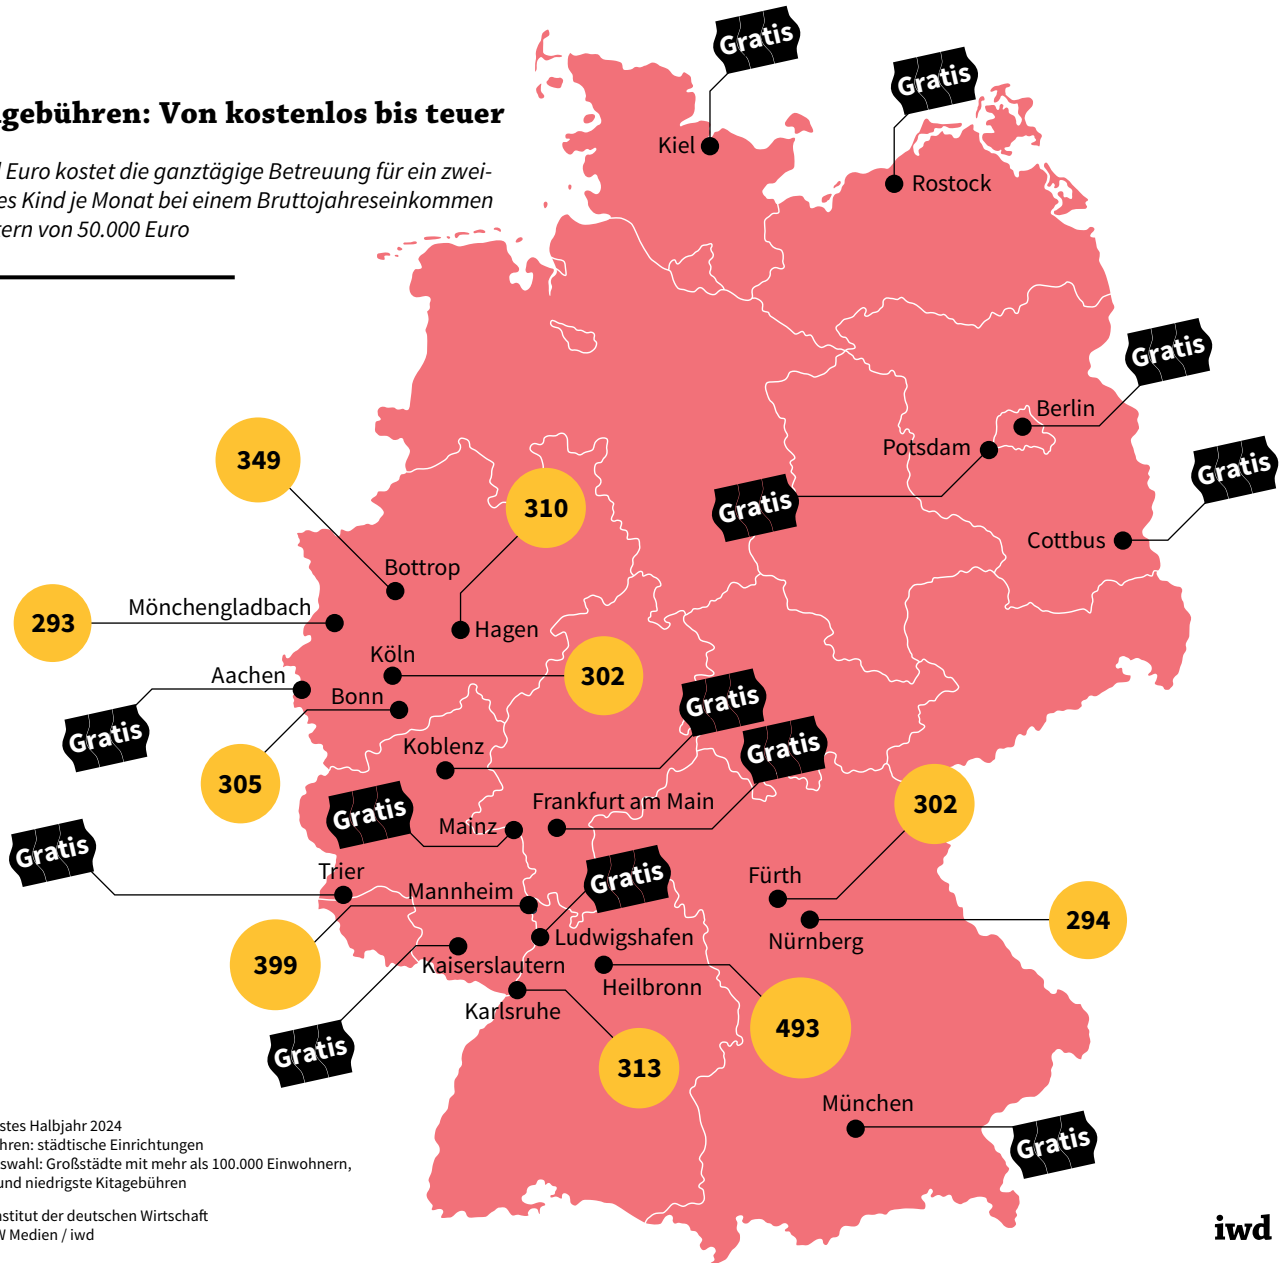 gebühren: Von kostenlos bis teuer
Euro kostet die ganztägige Betreuung für ein zwei-
es Kind je Monat bei einem Bruttojahreseinkommen
ern von 50.000 Euro
Gratis
Gratis
Kiel
Rostock
Gratis
Berlin
Potsdam
Gratis
349
Gratis
310
Cottbus
Bottrop
Mönchengladbach
293
Hagen
Köln
302
Aachen
Bonn
Gratis
Gratis
Koblenz
Gratis
305
Frankfurt am Main
302
Gratis
Mainz
Gratis
Trier
Fürth
Gratis
Mannheim
294
Ludwigshafen
Nürnberg
399
Kaiserslautern
Heilbronn
Karlsruhe
493
Gratis
313
München
Gratis
stes Halbjahr 2024
hren: städtische Einrichtungen
swahl: Großstädte mit mehr als 100.000 Einwohnern,
und niedrigste Kitagebühren
nstitut der deutschen Wirtschaft
W Medien / iwd
iwd